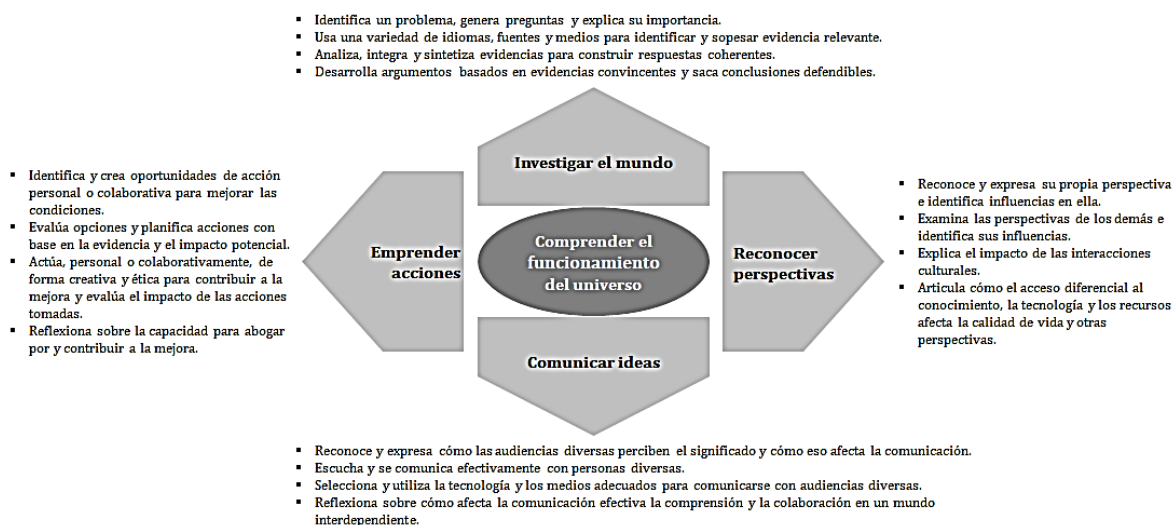 ▪ Identifica un problema, genera preguntas y explica su importancia.
▪ Usa una variedad de idiomas, fuentes y medios para identificar y sopesar evidencia relevante.
▪ Analiza, integra y sintetiza evidencias para construir respuestas coherentes.
▪ Desarrolla argumentos basados en evidencias convincentes y saca conclusiones defendibles.
Investigar el mundo
▪ Identifica y crea oportunidades de acción
personal o colaborativa para mejorar las
condiciones.
▪ Evalúa opciones y planifica acciones con
base en la evidencia y el impacto potencial.
▪ Actúa, personal o colaborativamente, de
forma creativa y ética para contribuir a la
mejora y evalúa el impacto de las acciones
tomadas.
▪ Reflexiona sobre la capacidad para abogar
por y contribuir a la mejora.
Emprender
acciones
Comprender el
funcionamiento
del universo
Reconocer
perspectivas
▪ Reconoce y expresa su propia perspectiva
e identifica influencias en ella.
▪ Examina las perspectivas de los demás e
identifica sus influencias.
▪ Explica el impacto de las interacciones
culturales.
▪ Articula cómo el acceso diferencial al
conocimiento, la tecnología y los recursos
afecta la calidad de vida y otras
perspectivas.
Comunicar ideas
▪ Reconoce y expresa cómo las audiencias diversas perciben el significado y cómo eso afecta la comunicación.
▪ Escucha y se comunica efectivamente con personas diversas.
▪ Selecciona y utiliza la tecnología y los medios adecuados para comunicarse con audiencias diversas.
▪ Reflexiona sobre cómo afecta la comunicación efectiva la comprensión y la colaboración en un mundo
interdependiente.